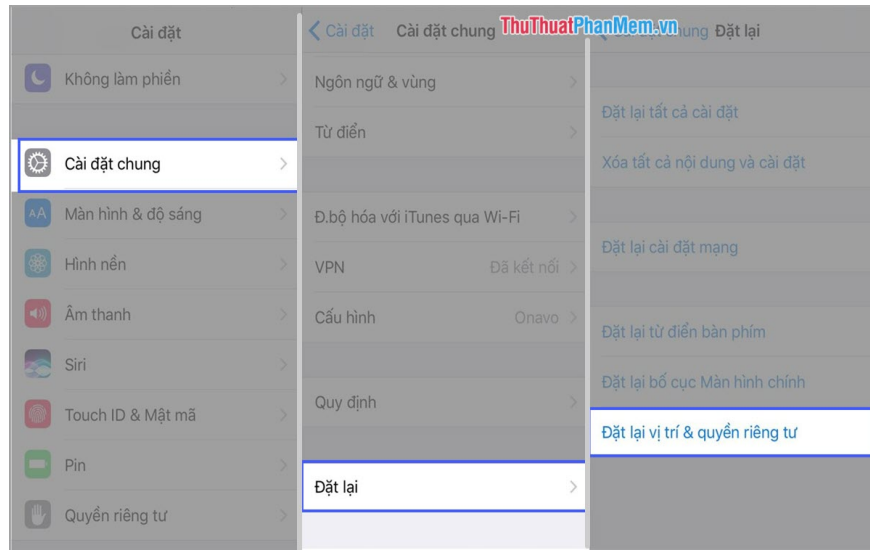 Cài đặt
Không làm phiền
Cài đặt chung
Màn hình & độ sáng
Hình nền
Âm thanh
Siri
Touch ID & Mật mã
Pin
Quyền riêng tư
Cài đặt Cài đặt chung
ThuThuatPhanMem.vn
Ngôn ngữ & vùng
Từ điển
Đ.bộ hóa với iTunes qua Wi-Fi
VPN Đã kết nối
Cấu hình Onavo
Quy định
Đặt lại
hung Đặt lại
Đặt lại tất cả cài đặt
Xóa tất cả nội dung và cài đặt
Đặt lại cài đặt mạng
Đặt lại từ điển bàn phím
Đặt lại bố cục Màn hình chính
Đặt lại vị trí & quyền riêng tư